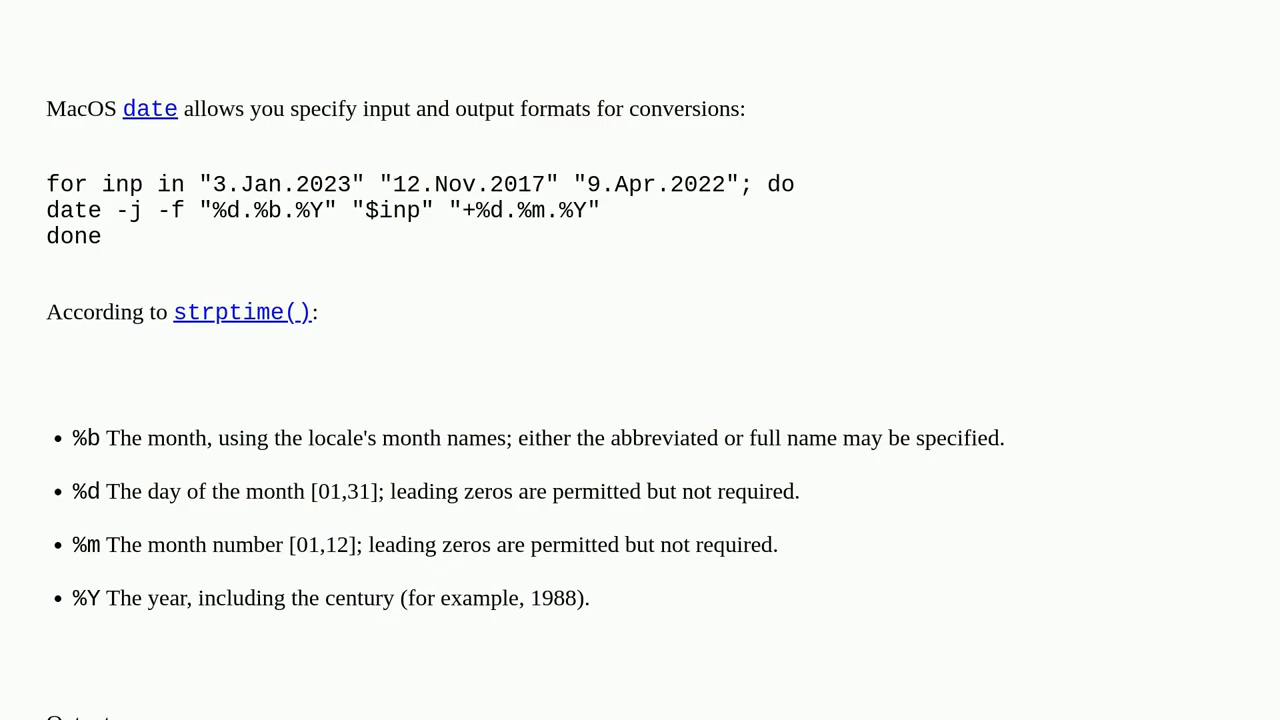 MacOS date allows you specify input and output formats for conversions:
for inp in "3.Jan.2023" "12.Nov.2017" "9.Apr.2022"; do
date -j -f "%d.%b.%Y" "$inp" "+%d.%m.%Y"
done
According to strptime():
• %b The month, using the locale's month names; either the abbreviated or full name may be specified.
• %d The day of the month [01,31]; leading zeros are permitted but not required.
• %m The month number [01,12]; leading zeros are permitted but not required.
• %Y The year, including the century (for example, 1988).